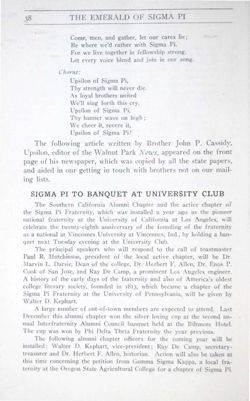 38 THE EMERALD OF SIGMA PI
Come, men, and gather, let our cares lie;
Be where we'd rather with Sigma Pi,
For we live together is fellowship strong.
Let every voice blend and join in our song.
Chorus:
Upsilon of Sigma Pi,
Thy strength will never die
As loyal brothers united
We'll sing forth this cry.
Upsilon of Sigma Pi,
Thy banner wave on high;
We cheer it, revere it,
Upsilon of Sigma Pi!
The following article written by Brother John P. Cassidy,
Upsilon, editor of the Walnut Park News, appeared on the front
page of his newspaper, which was copied by all the state papers,
and aided in our getting in touch with brothers not on our mail-
ing lists.
SIGMA PI TO BANQUET AT UNIVERSITY CLUB
The Southern California Alumni Chapter and the active chapter of
the Sigma Pi Fraternity, which was installed a year ago as the pioneer
national fraternity at the University of California at Los Angeles, will
celebrate the twenty-eighth anniversary of the founding of the fraternity
as a national at Vincennes University at Vincennes, Ind., by holding a ban-
quet next Tuesday evening at the University Club.
The principal speakers who will respond to the call of toastmaster
Paul R. Hutchinson, president of the local active chapter, will be Dr.
Marvin L. Darsie, Dean of the college, Dr. Herbert F. Allen, Dr. Elmo P.
Cook of San Jose, and Ray De Camp, a prominent Los Angeles engineer.
A history of the early days of the fraternity and also of America's oldest
college literary society, founded in 1813, which became a chapter of the
Sigma Pi Fraternity at the University of Pennsylvania, will be given by
Walter D. Kephart.
A large number of out-of-town members are expected to attend. Last
December this alumni chapter won the silver loving cup at the second an-
nual Interfraternity Alumni Council banquet held at the Biltmore Hotel.
The cup was won by Phi Delta Theta Fraternity the year previous.
The following alumni chapter officers for the coming year will be
installed: Walter D. Kephart, vice-president; Ray De Camp, secretary-
treasurer and Dr. Herbert F. Allen, historian. Action will also be taken at
this time concerning the petition from Gamma Sigma Kappa, a local fra-
ternity at the Oregon State Agricultural College for a chapter of Sigma Pi.